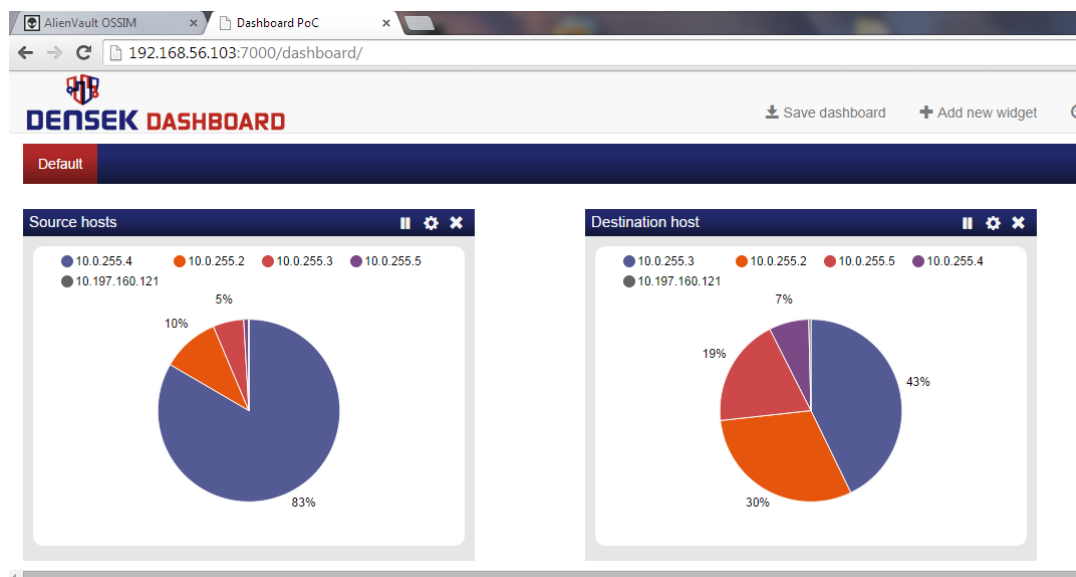 AlienVault OSSIM × Dashboard PoC ×
192.168.56.103:7000/dashboard/
DENSEK DASHBOARD
Save dashboard Add new widget
Default
Source hosts
10.0.255.4 10.0.255.2 10.0.255.3 10.0.255.5
10.197.160.121
5%
10%
83%
Destination host
10.0.255.3 10.0.255.2 10.0.255.5 10.0.255.4
10.197.160.121
7%
19%
43%
30%